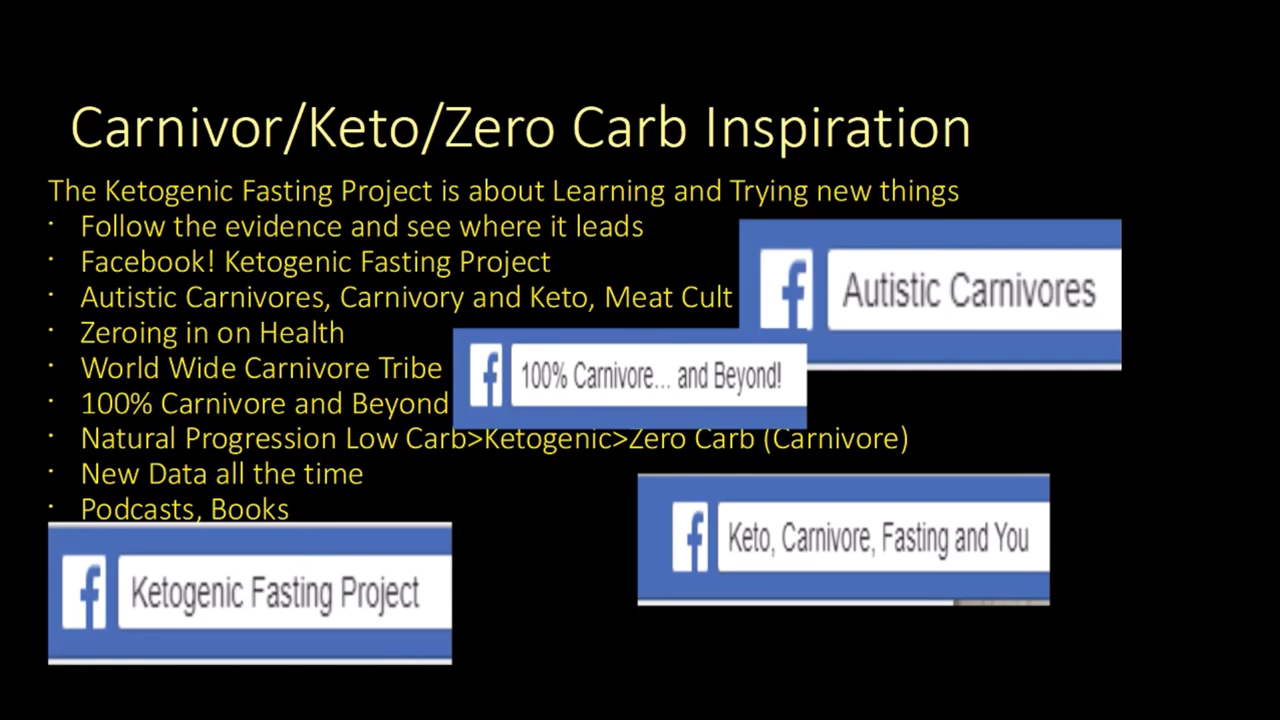 Carnivor/Keto/Zero Carb Inspiration
The Ketogenic Fasting Project is about Learning and Trying new things
· Follow the evidence and see where it leads
· Facebook! Ketogenic Fasting Project
· Autistic Carnivores, Carnivory and Keto, Meat Cult
· Zeroing in on Health
· World Wide Carnivore Tribe
· 100% Carnivore and Beyond
· Natural Progression Low Carb>Ketogenic>Zero Carb (Carnivore)
· New Data all the time
· Podcasts, Books
Autistic Carnivores
100% Carnivore... and Beyond!
Keto, Carnivore, Fasting and You
Ketogenic Fasting Project